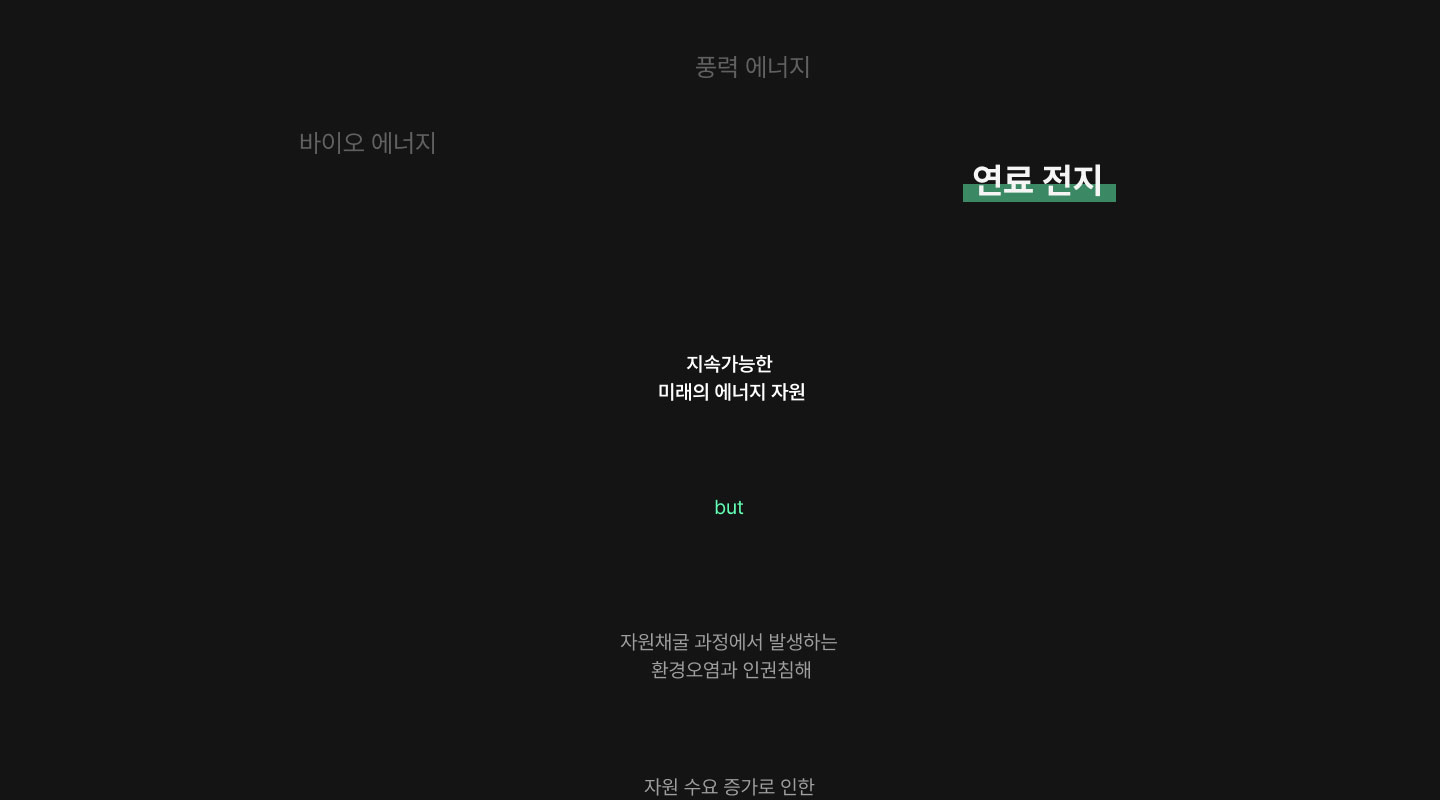 풍력 에너지
바이오 에너지
연료 전지
지속가능한
미래의 에너지 자원
but
자원채굴 과정에서 발생하는
환경오염과 인권침해
자원 수요 증가로 인한